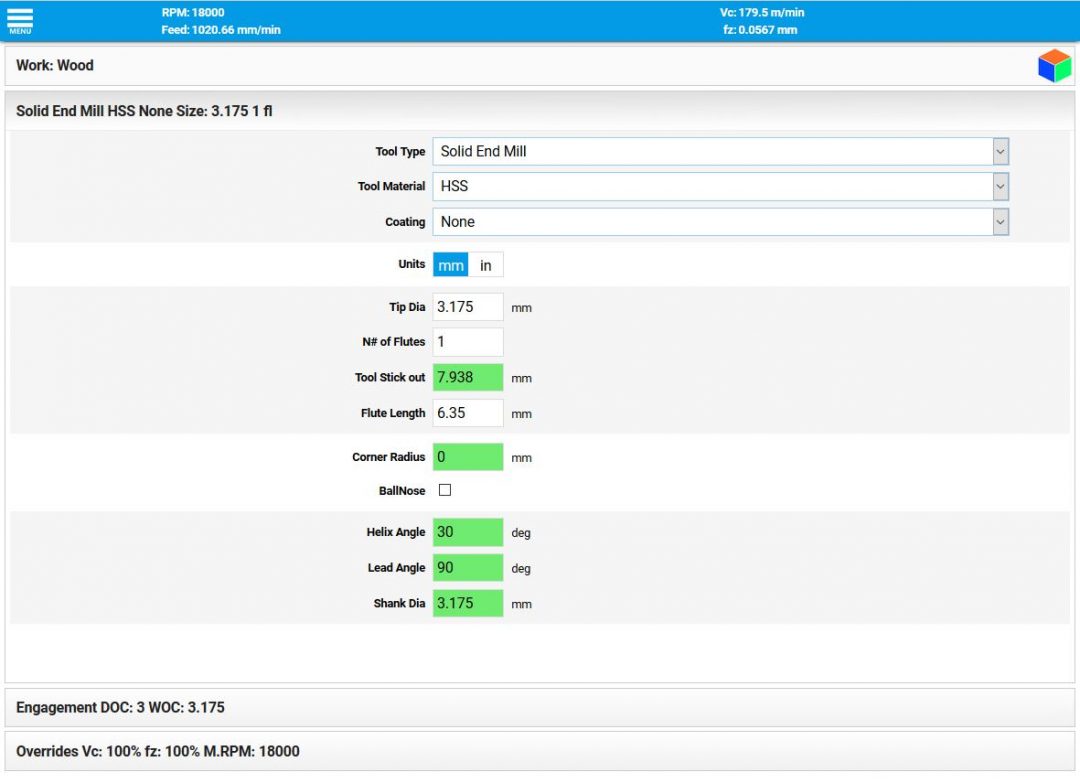 MENU
RPM: 18000
Feed: 1020.66 mm/min
Vc: 179.5 m/min
fz: 0.0567 mm
Work: Wood
Solid End Mill HSS None Size: 3.175 1 fl
Tool Type Solid End Mill
Tool Material HSS
Coating None
Units mm in
Tip Dia 3.175 mm
N# of Flutes 1
Tool Stick out 7.938 mm
Flute Length 6.35 mm
Corner Radius 0 mm
BallNose
Helix Angle 30 deg
Lead Angle 90 deg
Shank Dia 3.175 mm
Engagement DOC: 3 WOC: 3.175
Overrides Vc: 100% fz: 100% M.RPM: 18000